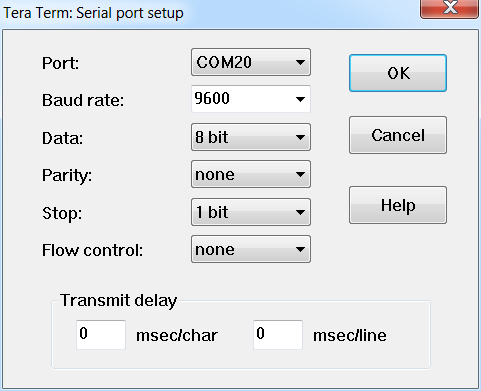 Tera Term: Serial port setup
Port: COM20 OK
Baud rate: 9600
Data: 8 bit Cancel
Parity: none
Stop: 1 bit Help
Flow control: none
Transmit delay
0 msec/char 0 msec/line